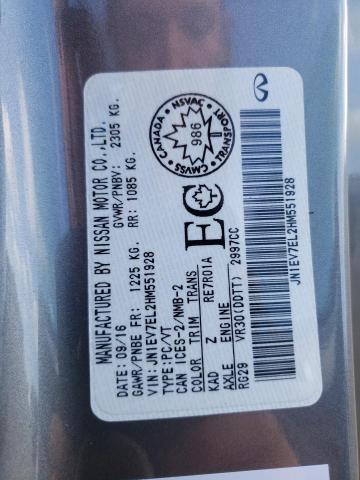 MANUFACTURED BY NISSAN MOTOR CO.,LTD.
DATE: 09/16 GVWR/PNBV: 2305 KG.
GAWR/PNBE FR: 1225 KG. RR: 1085 KG.
VIN: JN1EV7EL2HM551928
TYPE:PC/VT
CAN ICES-2/NMB-2
COLOR TRIM TRANS
KAD Z RE7R01A
AXLE ENGINE
RG29 VR30(DDTT) 2997CC
EC
CANADA · NSVAC · TRANSPORT · CMVSS
986
JN1EV7EL2HM551928